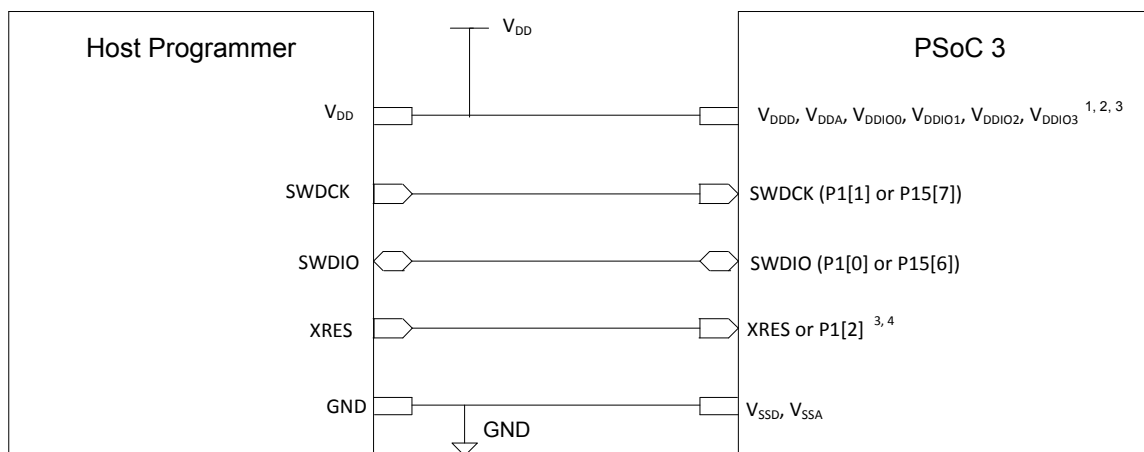 V_DD
Host Programmer
PSoC 3
V_DD
V_DDD, V_DDA, V_DDIO0, V_DDIO1, V_DDIO2, V_DDIO3 1, 2, 3
SWDCK
SWDCK (P1[1] or P15[7])
SWDIO
SWDIO (P1[0] or P15[6])
XRES
XRES or P1[2] 3, 4
GND
V_SSD, V_SSA
GND